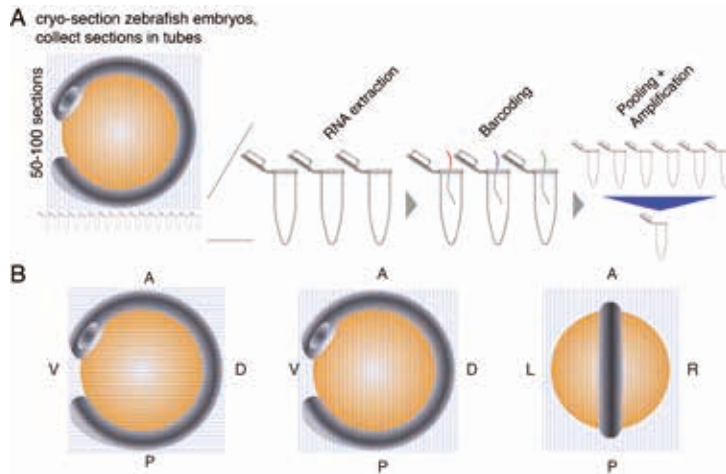 A
cryo-section zebrafish embryos,
collect sections in tubes
50-100 sections
RNA extraction
Barcoding
Pooling +
Amplification
B
A
V
D
P
A
V
D
P
A
L
R
P